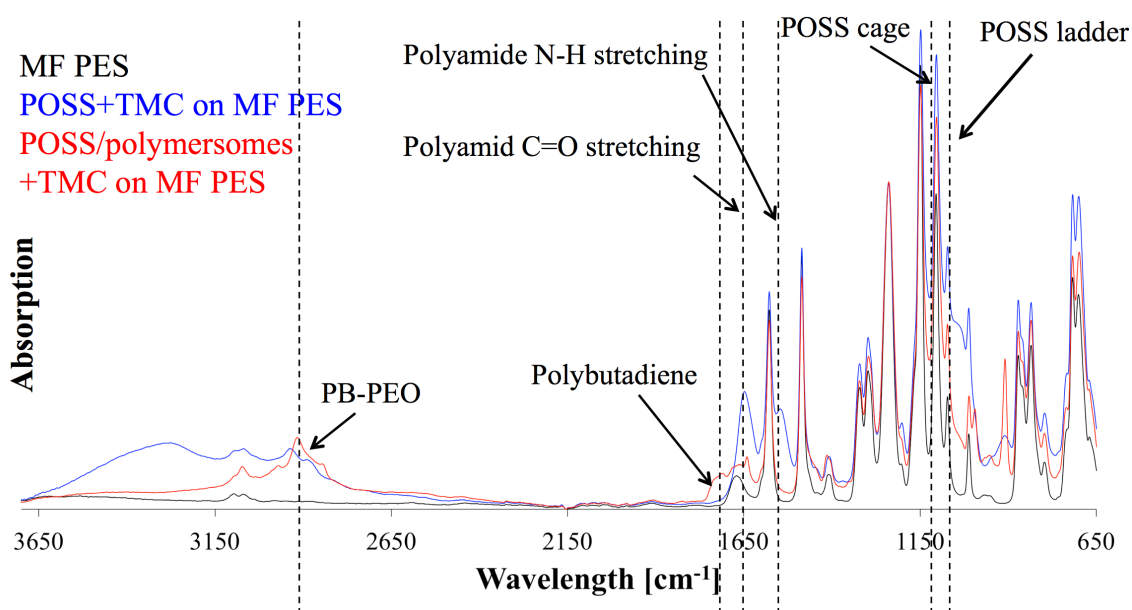 POSS cage
POSS ladder
Polyamide N-H stretching
MF PES
POSS+TMC on MF PES
POSS/polymersomes
+TMC on MF PES
Polyamid C=O stretching
Absorption
Polybutadiene
PB-PEO
3650 3150 2650 2150 1650 1150 650
Wavelength [cm⁻¹]